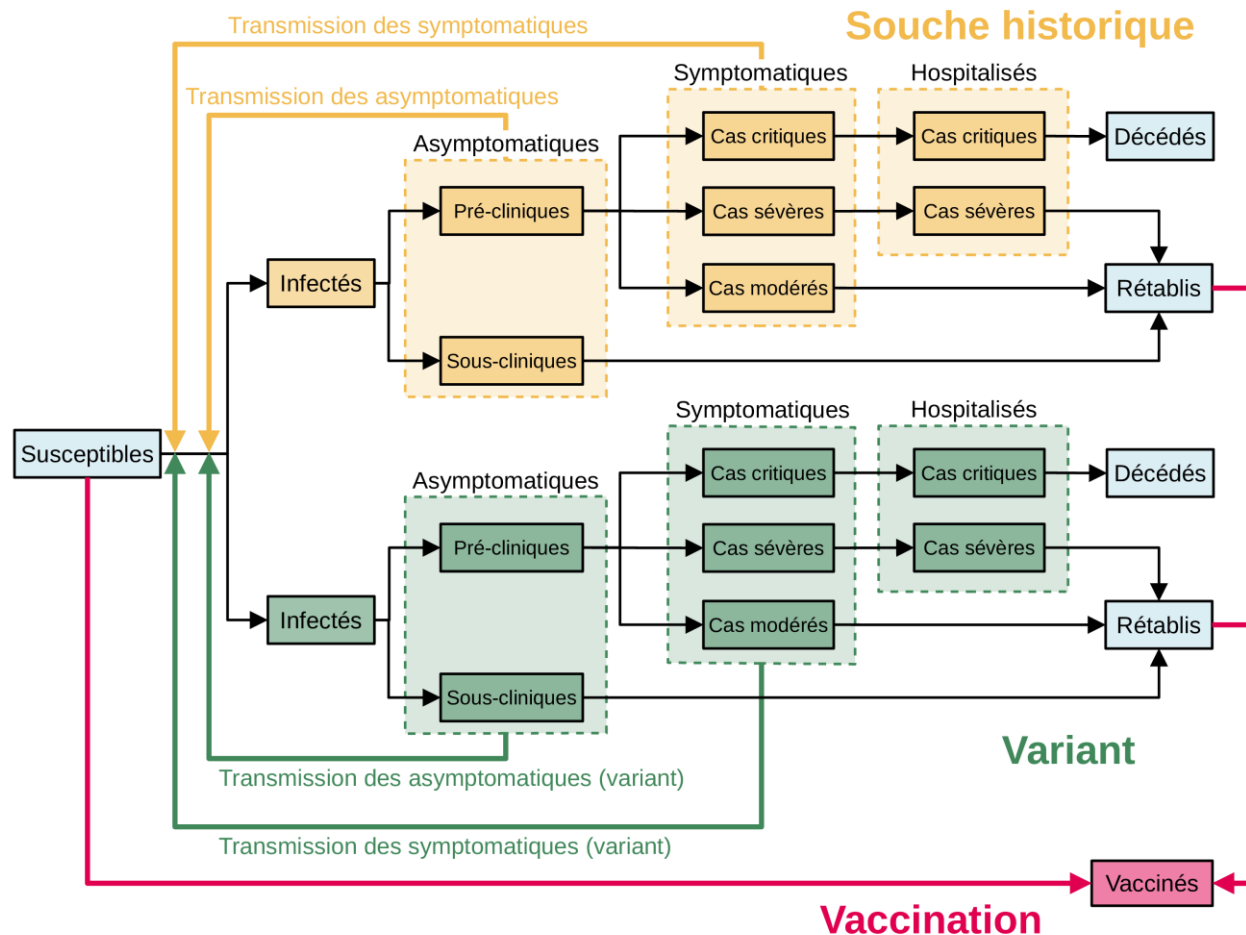 Souche historique
Transmission des symptomatiques
Transmission des asymptomatiques
Asymptomatiques
Symptomatiques
Hospitalisés
Cas critiques
Cas critiques
Décédés
Pré-cliniques
Cas sévères
Cas sévères
Infectés
Cas modérés
Rétablis
Sous-cliniques
Susceptibles
Asymptomatiques
Symptomatiques
Hospitalisés
Cas critiques
Cas critiques
Décédés
Pré-cliniques
Cas sévères
Cas sévères
Infectés
Cas modérés
Rétablis
Sous-cliniques
Variant
Transmission des asymptomatiques (variant)
Transmission des symptomatiques (variant)
Vaccinés
Vaccination